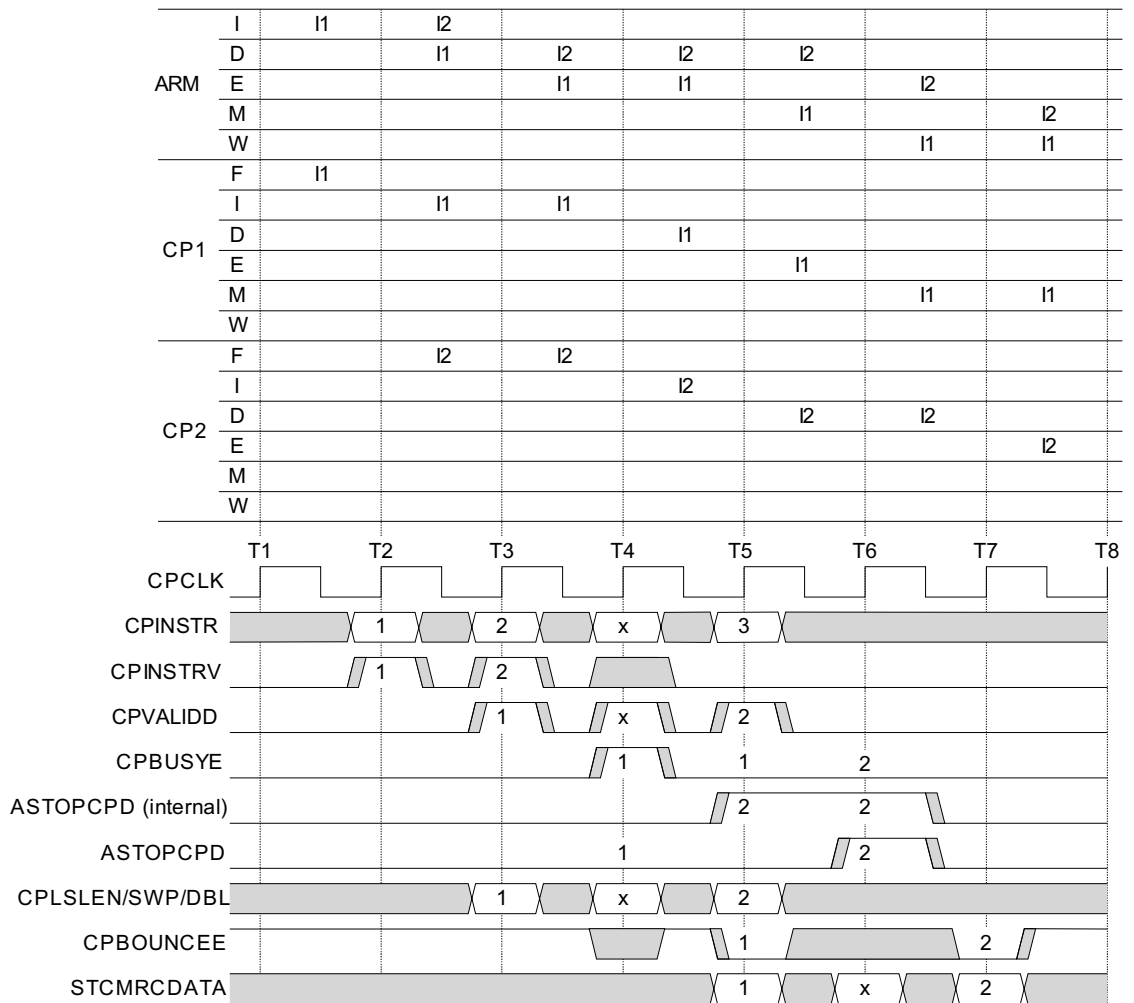 I I1 I2
D I1 I2 I2 I2
ARM E I1 I1 I2
M I1 I2
W I1 I1
F I1
I I1 I1
D I1
CP1
E I1
M I1 I1
W
F I2 I2
I I2
D I2 I2
CP2
E I2
M
W
T1 T2 T3 T4 T5 T6 T7 T8
CPCLK
CPINSTR 1 2 x 3
CPINSTRV 1 2
CPVALIDD 1 x 2
CPBUSYE 1 1 2
ASTOPCPD (internal) 2 2
ASTOPCPD 1 2
CPLSLEN/SWP/DBL 1 x 2
CPBOUNCEE 1 2
STCMRCDATA 1 x 2